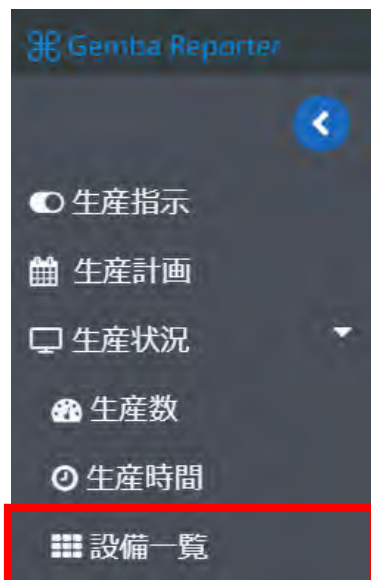 Gemba Reporter
生産指示
生産計画
生産状況
生産数
生産時間
設備一覧